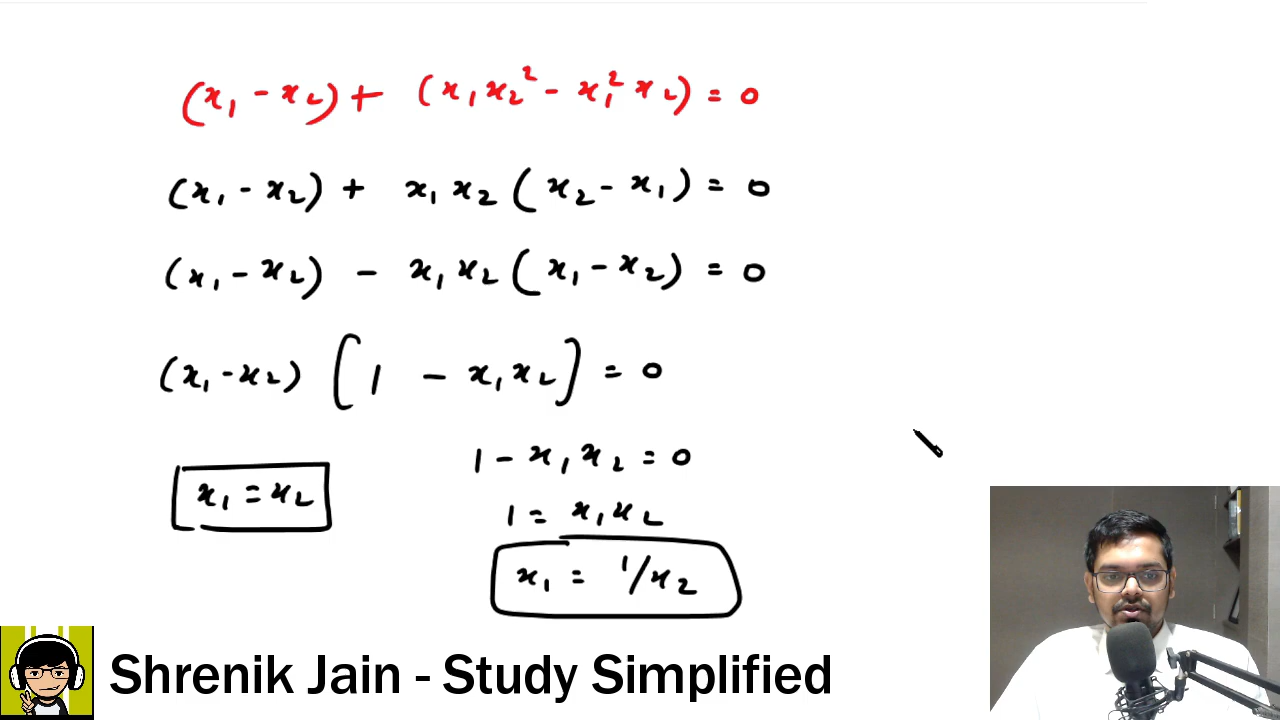 (x₁ - x₂) + (x₁x₂² - x₁²x₂) = 0
(x₁ - x₂) + x₁x₂(x₂ - x₁) = 0
(x₁ - x₂) - x₁x₂(x₁ - x₂) = 0
(x₁ - x₂) [1 - x₁x₂] = 0
1 - x₁x₂ = 0
x₁ = x₂
1 = x₁x₂
x₁ = 1/x₂
Shrenik Jain - Study Simplified